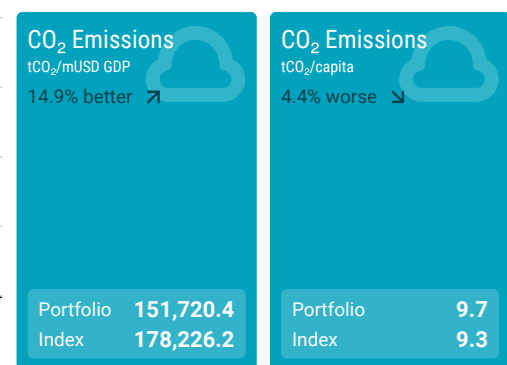 CO₂ Emissions
tCO₂/mUSD GDP
14.9% better
Portfolio 151,720.4
Index 178,226.2
CO₂ Emissions
tCO₂/capita
4.4% worse
Portfolio 9.7
Index 9.3